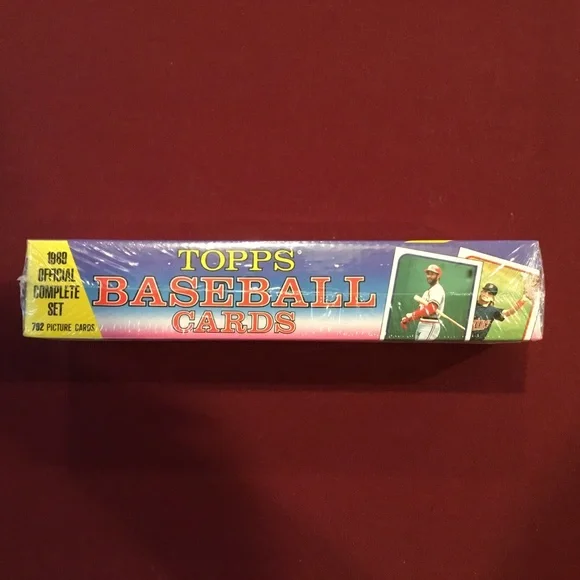 1989
OFFICIAL
COMPLETE
SET
792 PICTURE CARDS
TOPPS®
BASEBALL
CARDS